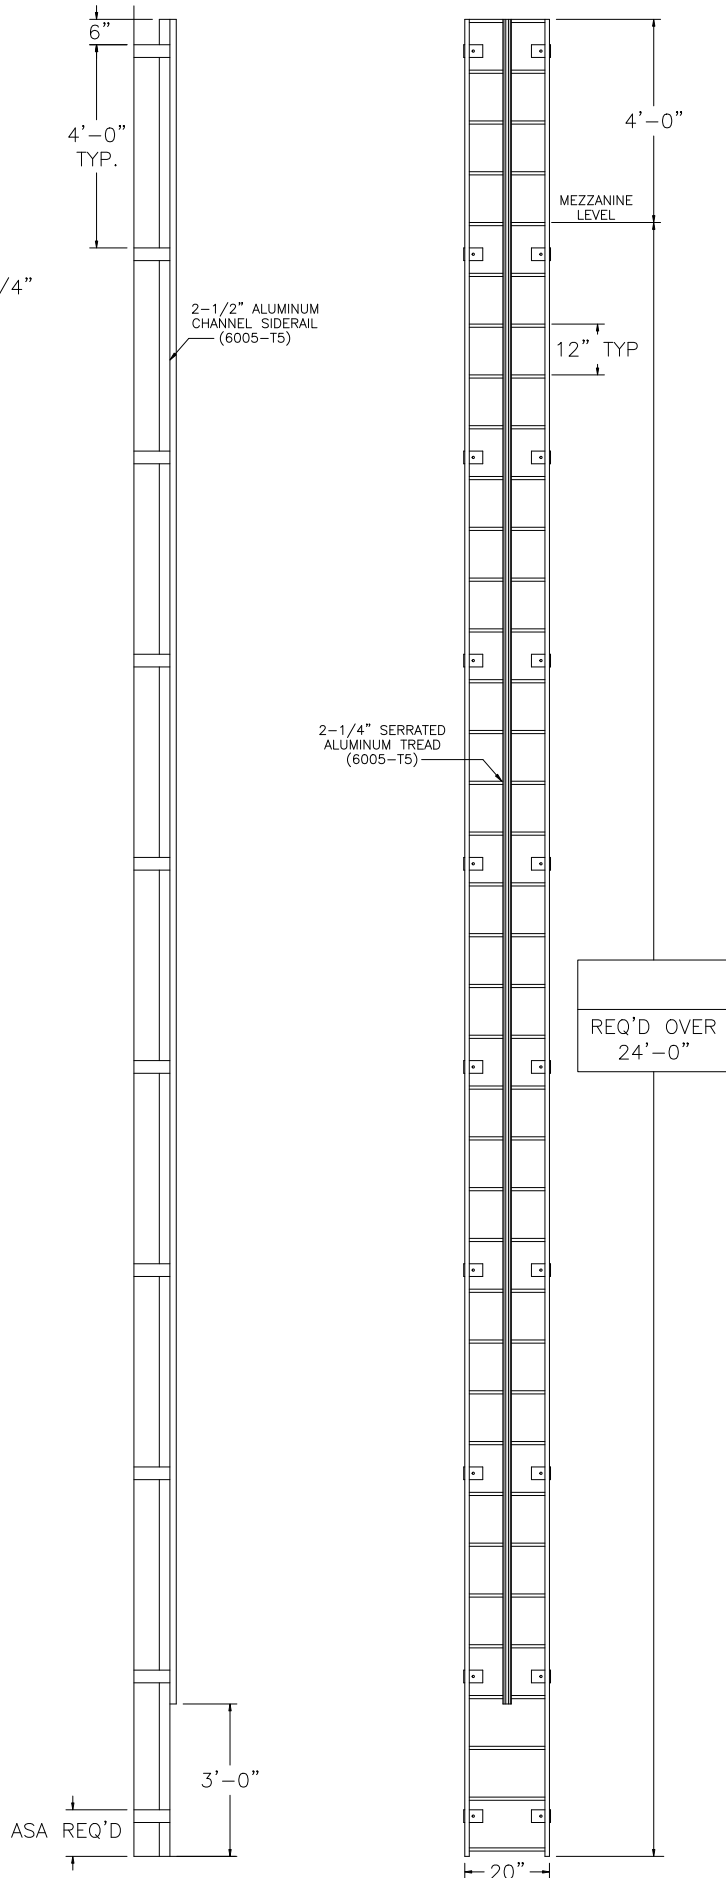 6"
4'-0"
TYP.
/4"
2-1/2" ALUMINUM
CHANNEL SIDERAIL
(6005-T5)
4'-0"
MEZZANINE
LEVEL
12" TYP
2-1/4" SERRATED
ALUMINUM TREAD
(6005-T5)
REQ'D OVER
24'-0"
3'-0"
ASA REQ'D
20"